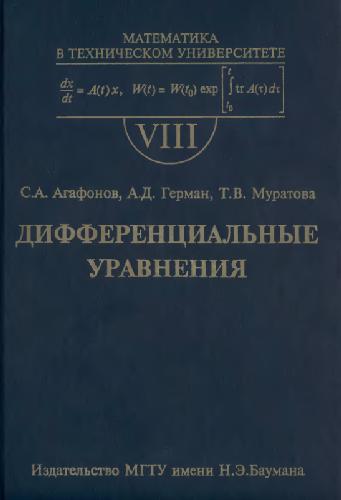 МАТЕМАТИКА
В ТЕХНИЧЕСКОМ УНИВЕРСИТЕТЕ
dx/dt = A(t)x, W(t) = W(t₀) exp[∫ₜ₀ᵗ tr A(τ)dτ]
VIII
С.А. Агафонов, А.Д. Герман, Т.В. Муратова
ДИФФЕРЕНЦИАЛЬНЫЕ
УРАВНЕНИЯ
Издательство МГТУ имени Н.Э.Баумана